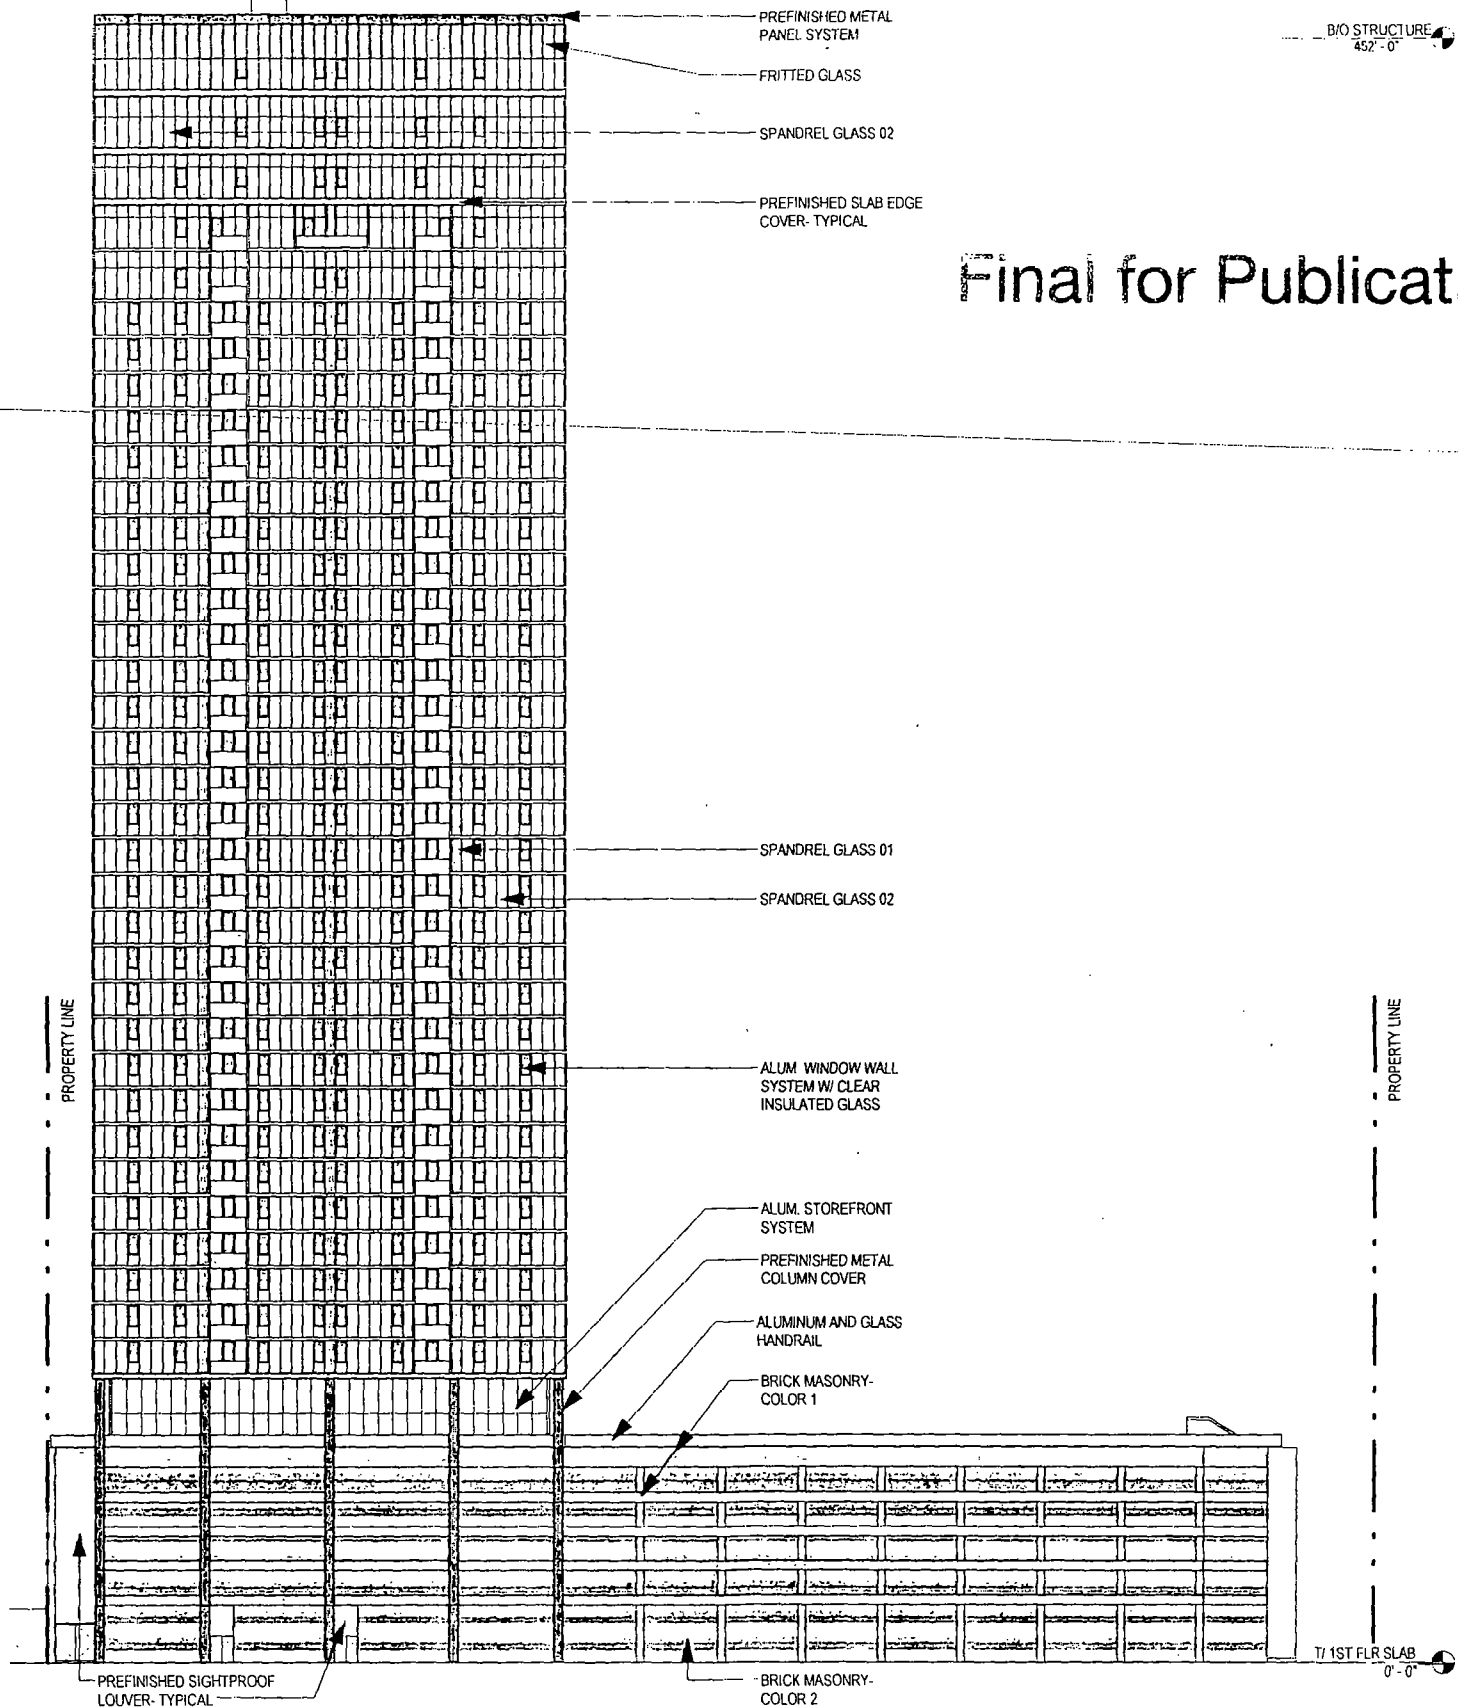 PREFINISHED METAL
PANEL SYSTEM
B/O STRUCTURE
452'-0"
FRITTED GLASS
SPANDREL GLASS 02
PREFINISHED SLAB EDGE
COVER- TYPICAL
Final for Publicat
SPANDREL GLASS 01
SPANDREL GLASS 02
PROPERTY LINE
PROPERTY LINE
ALUM WINDOW WALL
SYSTEM W/ CLEAR
INSULATED GLASS
ALUM. STOREFRONT
SYSTEM
PREFINISHED METAL
COLUMN COVER
ALUMINUM AND GLASS
HANDRAIL
BRICK MASONRY-
COLOR 1
T/ 1ST FLR SLAB
0'-0"
PREFINISHED SIGHTPROOF
LOUVER- TYPICAL
BRICK MASONRY-
COLOR 2